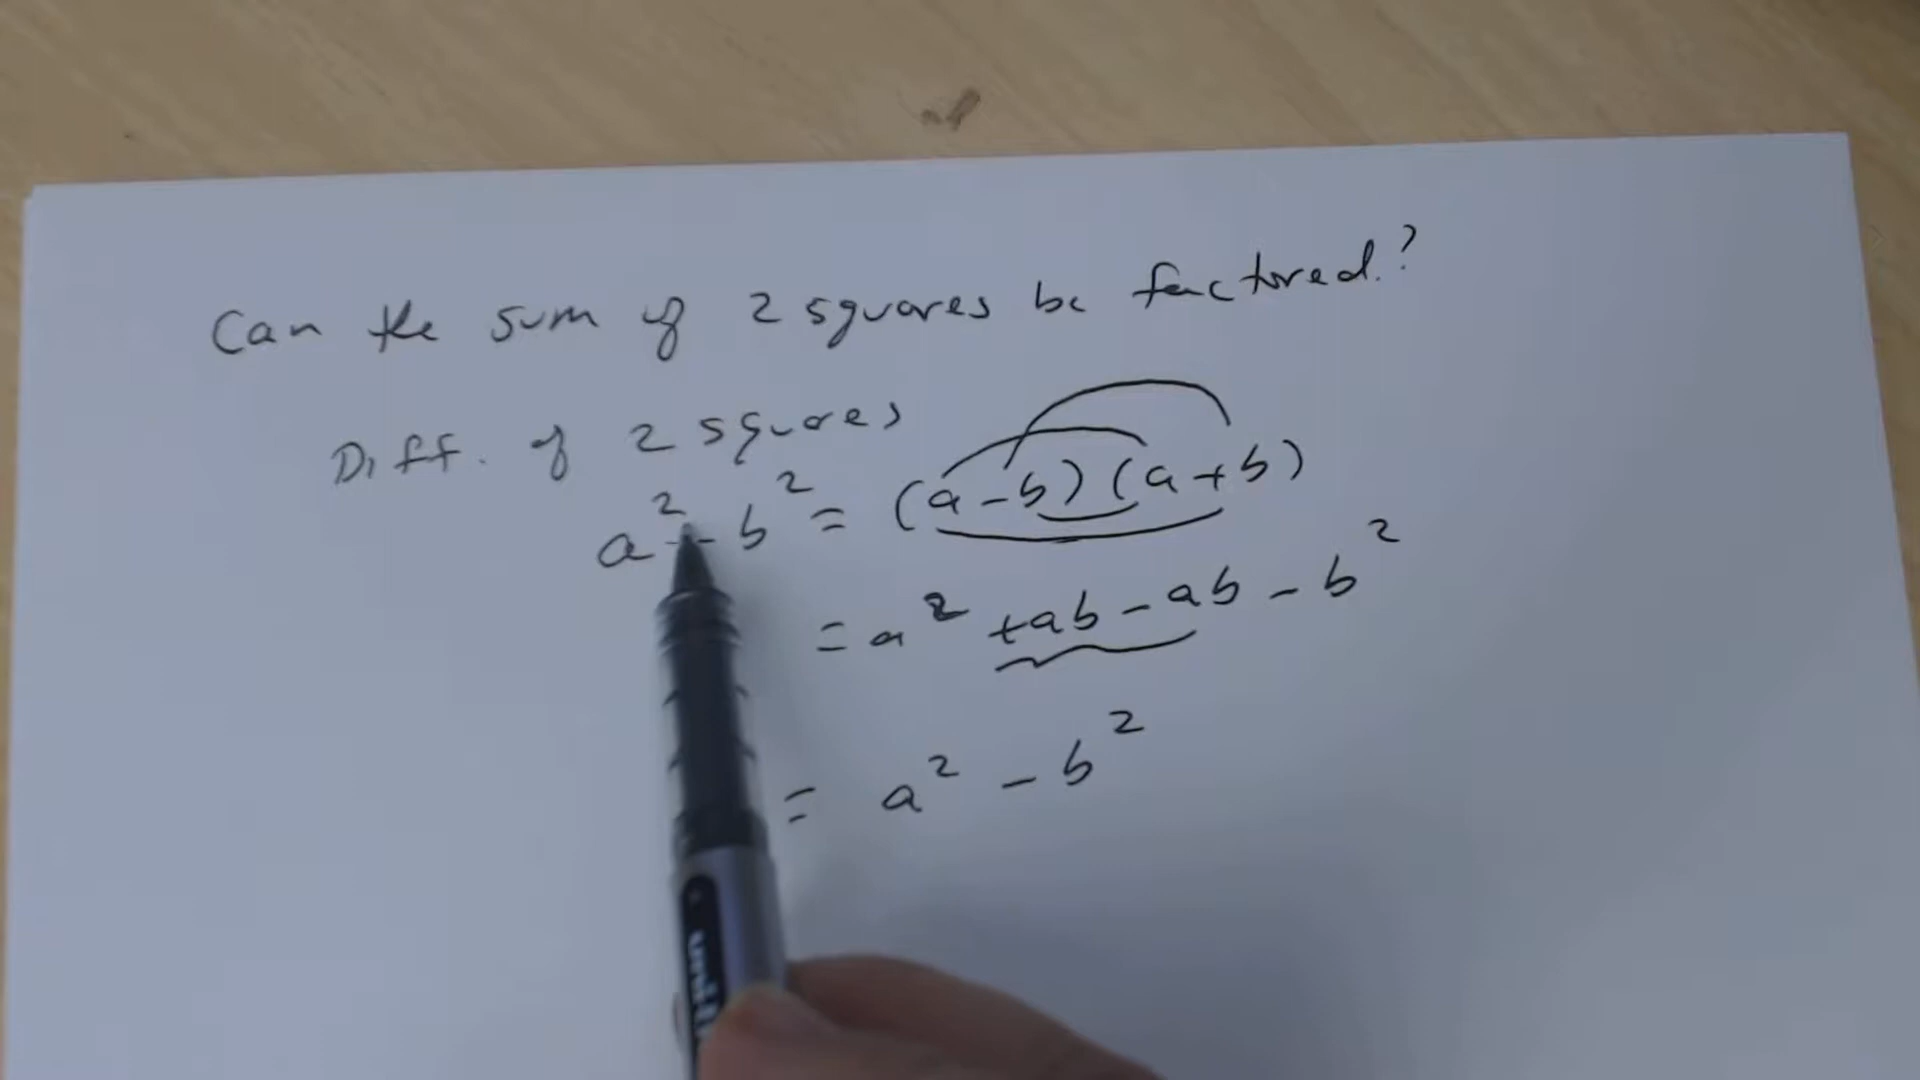 Can the sum of 2 squares be factored.?
Diff. of 2 squares
a² - b² = (a-b)(a+b)
= a² +ab - ab - b²
= a² - b²
uni